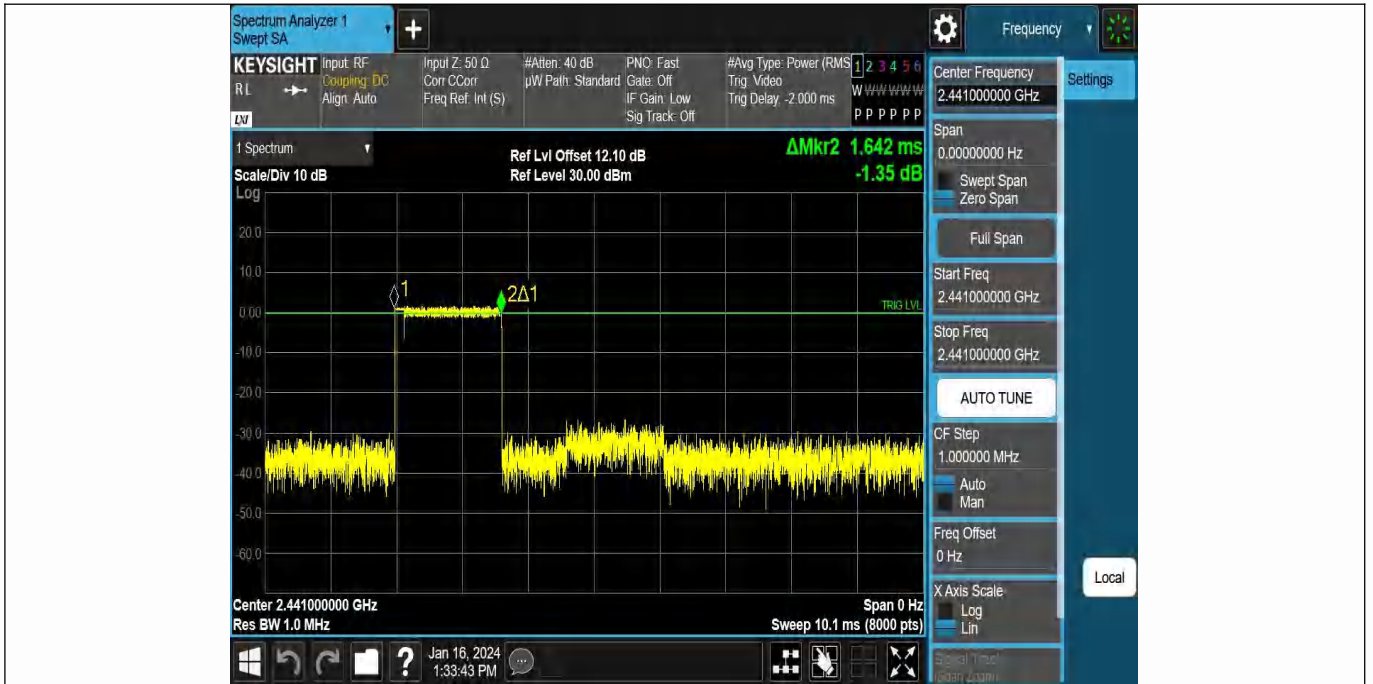 Spectrum Analyzer 1
Swept SA
Frequency
KEYSIGHT
R L
LXI
Input: RF
Coupling: DC
Align: Auto
Input Z: 50 Ω
Corr CCorr
Freq Ref: Int (S)
#Atten: 40 dB
µW Path: Standard
PNO: Fast
Gate: Off
IF Gain: Low
Sig Track: Off
#Avg Type: Power (RMS
Trig: Video
Trig Delay: -2.000 ms
1 2 3 4 5 6
W W W W W W
P P P P P P
1 Spectrum
Scale/Div 10 dB
Log
Ref Lvl Offset 12.10 dB
Ref Level 30.00 dBm
ΔMkr2 1.642 ms
-1.35 dB
20.0
10.0
0.00
-10.0
-20.0
-30.0
-40.0
-50.0
-60.0
1
2Δ1
TRIG LVL
Center 2.441000000 GHz
Res BW 1.0 MHz
Span 0 Hz
Sweep 10.1 ms (8000 pts)
Center Frequency
2.441000000 GHz
Settings
Span
0.00000000 Hz
Swept Span
Zero Span
Full Span
Start Freq
2.441000000 GHz
Stop Freq
2.441000000 GHz
AUTO TUNE
CF Step
1.000000 MHz
Auto
Man
Freq Offset
0 Hz
X Axis Scale
Log
Lin
Signal Track
(Span Zoom)
Local
?
Jan 16, 2024
1:33:43 PM